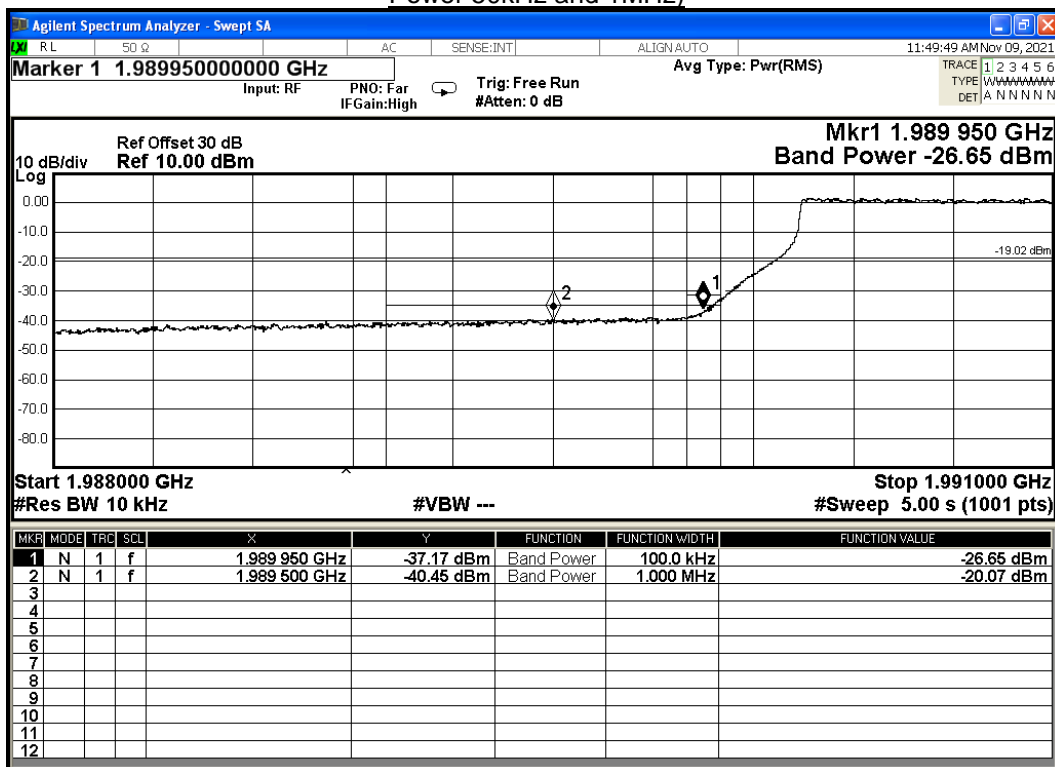 Power 30kHz and 1MHz)
Agilent Spectrum Analyzer - Swept SA
LXI RL 50 Ω AC SENSE:INT ALIGN AUTO 11:49:49 AM Nov 09, 2021
Marker 1 1.989950000000 GHz
Input: RF
PNO: Far
IFGain:High
Trig: Free Run
#Atten: 0 dB
Avg Type: Pwr(RMS)
TRACE 1 2 3 4 5 6
TYPE
DET A N N N N N
Mkr1 1.989 950 GHz
Band Power -26.65 dBm
Ref Offset 30 dB
10 dB/div Ref 10.00 dBm
Log
0.00
-10.0
-19.02 dBm
-20.0
-30.0
1
2
-40.0
-50.0
-60.0
-70.0
-80.0
Start 1.988000 GHz Stop 1.991000 GHz
#Res BW 10 kHz #VBW --- #Sweep 5.00 s (1001 pts)
MKR MODE TRC SCL X Y FUNCTION FUNCTION WIDTH FUNCTION VALUE
1 N 1 f 1.989 950 GHz -37.17 dBm Band Power 100.0 kHz -26.65 dBm
2 N 1 f 1.989 500 GHz -40.45 dBm Band Power 1.000 MHz -20.07 dBm
3
4
5
6
7
8
9
10
11
12